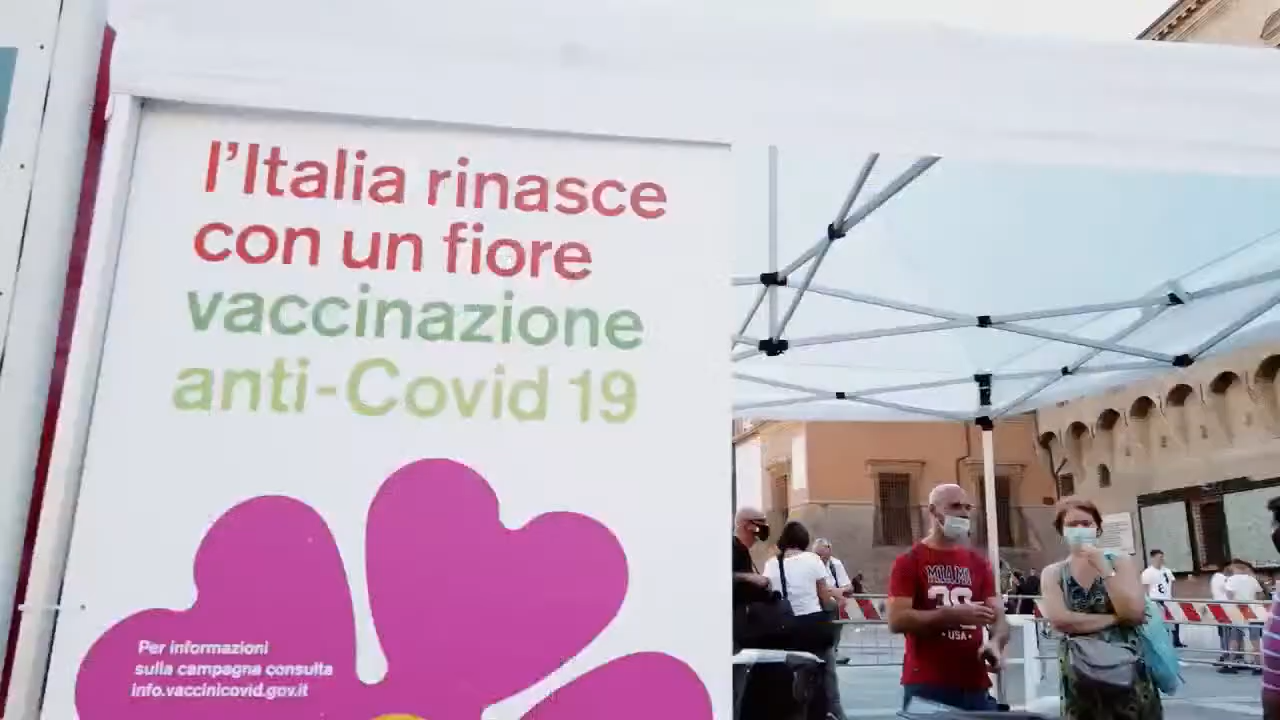 l'Italia rinasce
con un fiore
vaccinazione
anti-Covid 19
Per informazioni
sulla campagna consulta
info.vaccinicovid.gov.it
MIAMI
38
• USA •